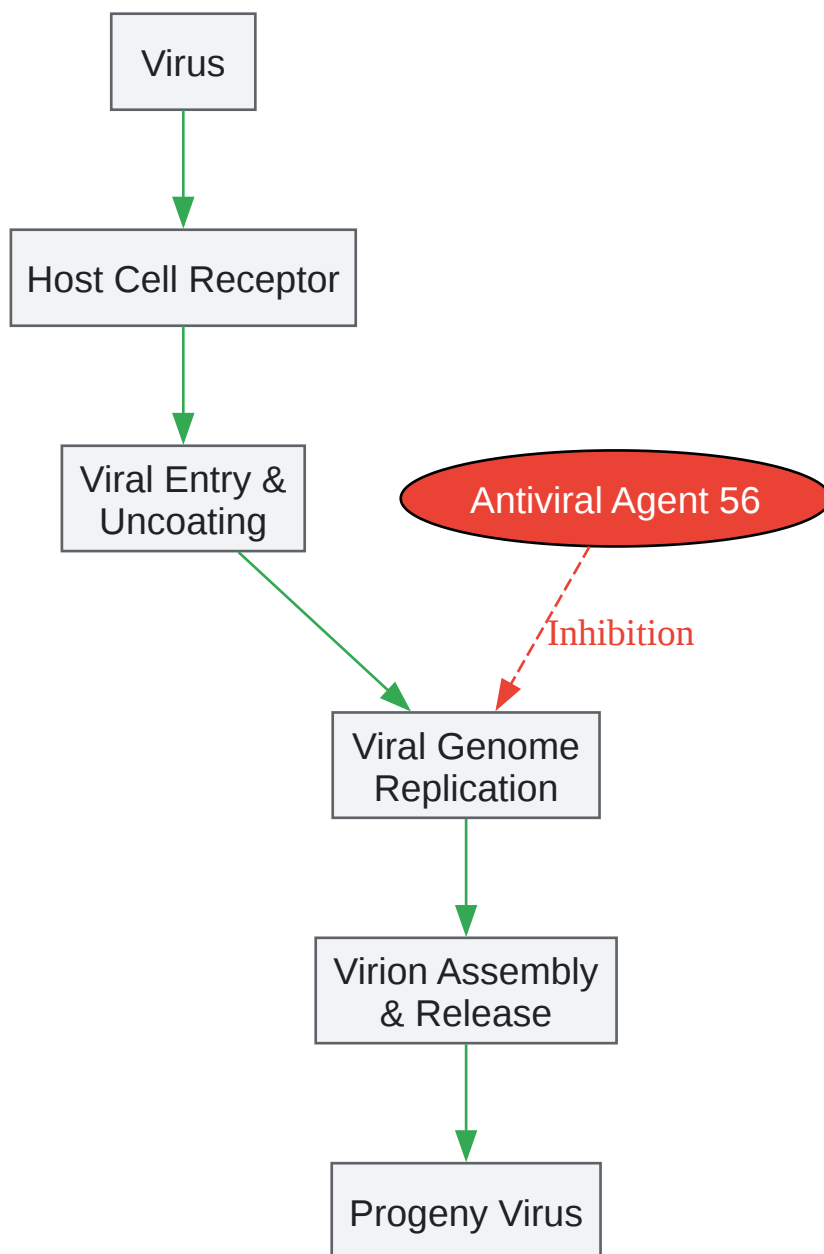 Virus
Host Cell Receptor
Viral Entry &
Uncoating
Antiviral Agent 56
Inhibition
Viral Genome
Replication
Virion Assembly
& Release
Progeny Virus